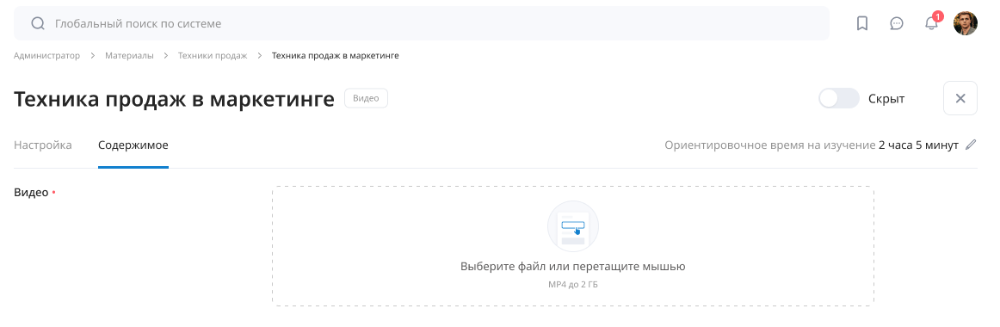 Глобальный поиск по системе
1
Администратор > Материалы > Техники продаж > Техника продаж в маркетинге
Техника продаж в маркетинге Видео
Скрыт
Настройка Содержимое
Ориентировочное время на изучение 2 часа 5 минут
Видео •
Выберите файл или перетащите мышью
MP4 до 2 ГБ